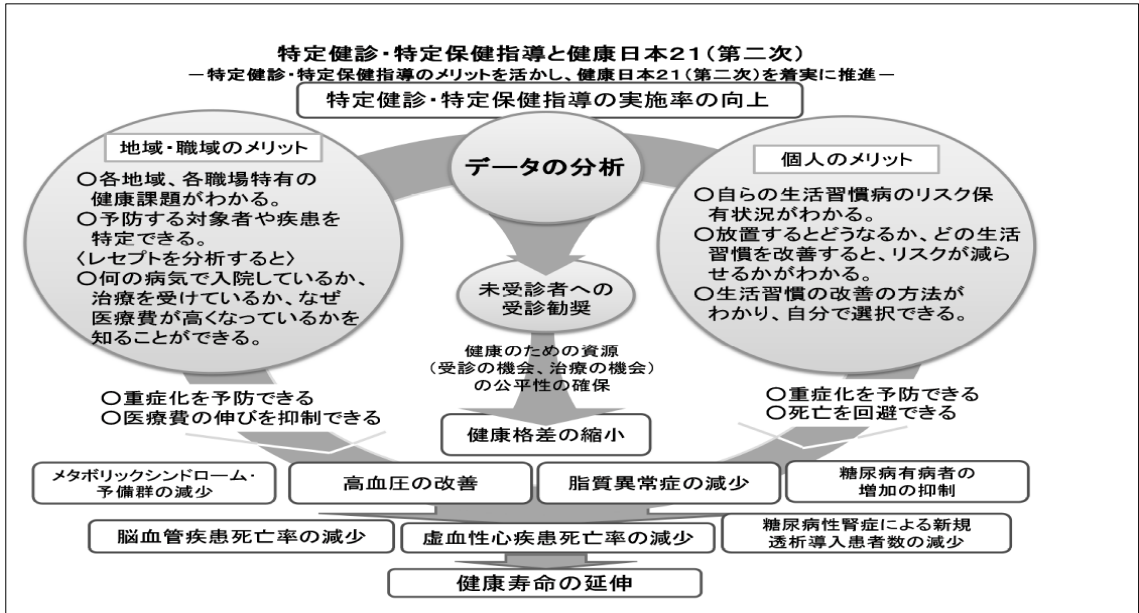 特定健診・特定保健指導と健康日本21(第二次)
－特定健診・特定保健指導のメリットを活かし、健康日本21(第二次)を着実に推進－
特定健診・特定保健指導の実施率の向上
地域・職域のメリット
○各地域、各職場特有の
健康課題がわかる。
○予防する対象者や疾患を
特定できる。
〈レセプトを分析すると〉
○何の病気で入院しているか、
治療を受けているか、なぜ
医療費が高くなっているかを
知ることができる。
データの分析
個人のメリット
○自らの生活習慣病のリスク保
有状況がわかる。
○放置するとどうなるか、どの生活
習慣を改善すると、リスクが減ら
せるかがわかる。
○生活習慣の改善の方法が
わかり、自分で選択できる。
未受診者への
受診勧奨
健康のための資源
(受診の機会、治療の機会)
の公平性の確保
○重症化を予防できる
○医療費の伸びを抑制できる
○重症化を予防できる
○死亡を回避できる
健康格差の縮小
メタボリックシンドローム・
予備群の減少
高血圧の改善
脂質異常症の減少
糖尿病有病者の
増加の抑制
脳血管疾患死亡率の減少
虚血性心疾患死亡率の減少
糖尿病性腎症による新規
透析導入患者数の減少
健康寿命の延伸